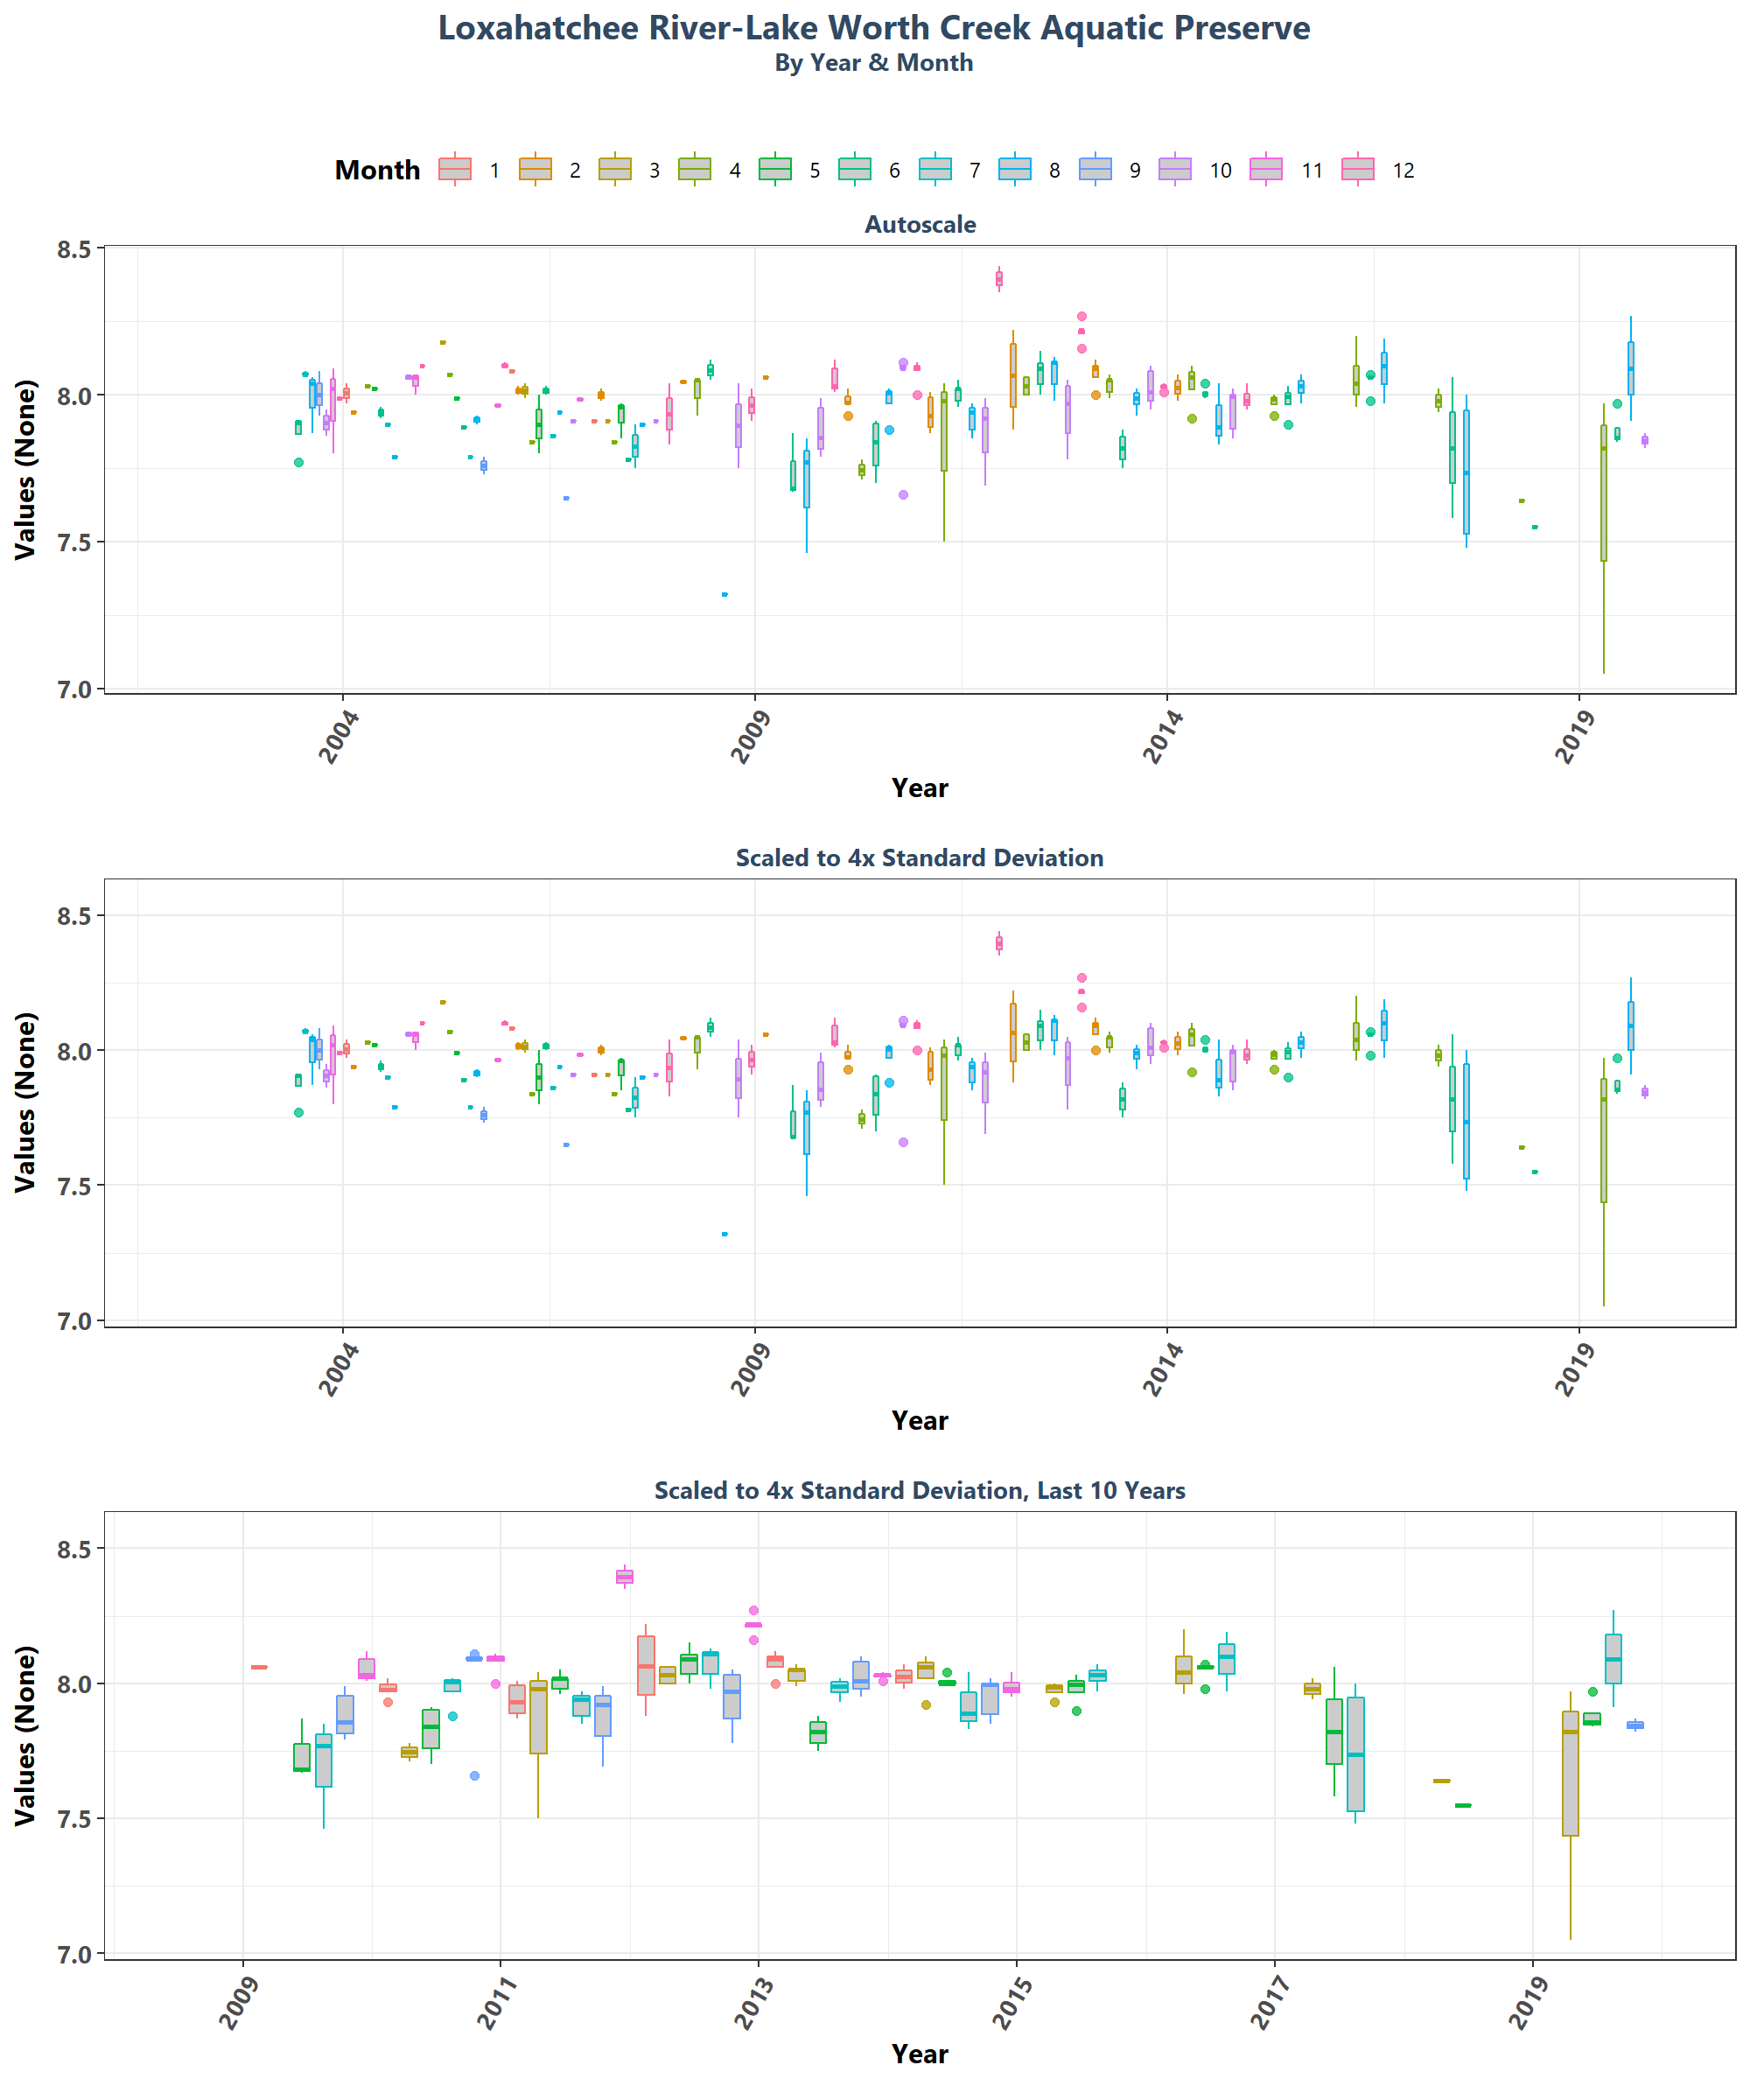 Loxahatchee River-Lake Worth Creek Aquatic Preserve
By Year & Month
Month 1 2 3 4 5 6 7 8 9 10 11 12
Autoscale
Values (None)
8.5
8.0
7.5
7.0
2004 2009 2014 2019
Year
Scaled to 4x Standard Deviation
Values (None)
8.5
8.0
7.5
7.0
2004 2009 2014 2019
Year
Scaled to 4x Standard Deviation, Last 10 Years
Values (None)
8.5
8.0
7.5
7.0
2009 2011 2013 2015 2017 2019
Year